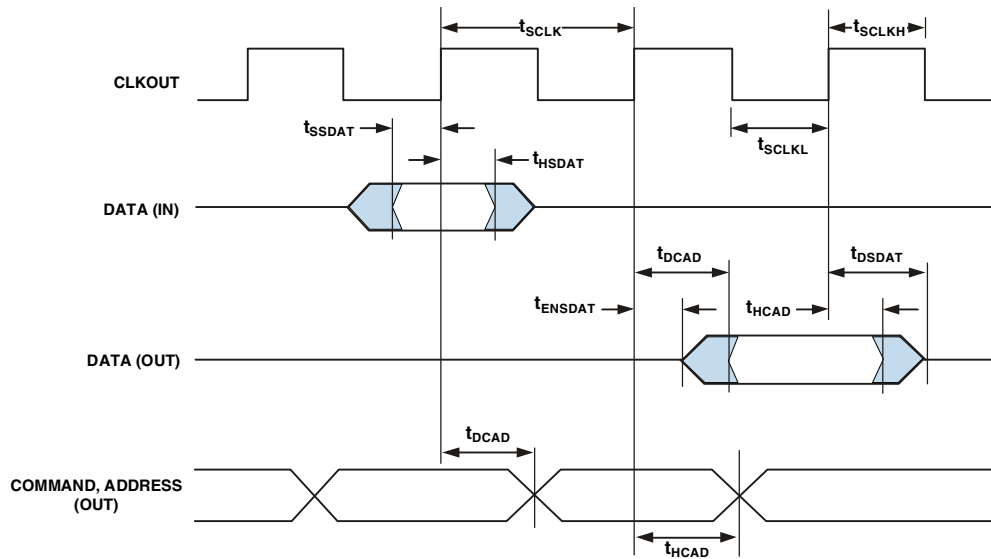 tSCLK
tSCLKH
CLKOUT
tSSDAT
tSCLKL
tHSDAT
DATA (IN)
tDCAD
tDSDAT
tENSDAT
tHCAD
DATA (OUT)
tDCAD
COMMAND, ADDRESS
(OUT)
tHCAD